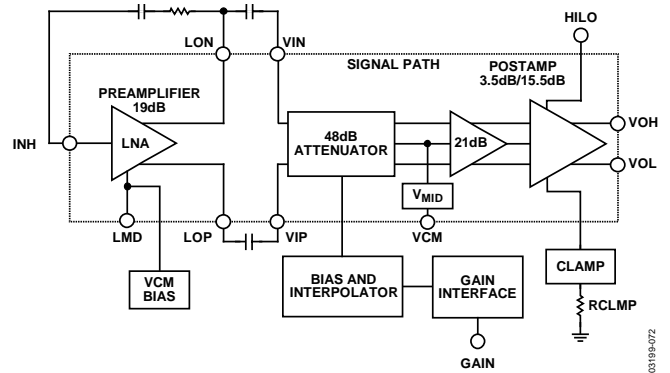 HILO
LON
VIN
SIGNAL PATH
POSTAMP
3.5dB/15.5dB
PREAMPLIFIER
19dB
INH
LNA
48dB
ATTENUATOR
21dB
VOH
VOL
VMID
LMD
LOP
VIP
VCM
CLAMP
VCM
BIAS
BIAS AND
INTERPOLATOR
GAIN
INTERFACE
RCLMP
GAIN
03199-072